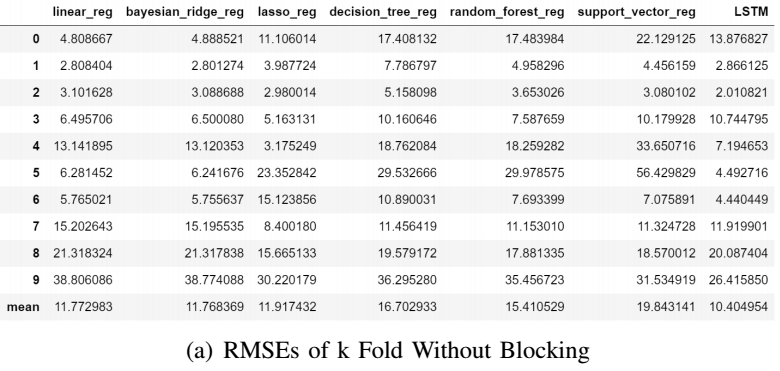 linear_reg bayesian_ridge_reg lasso_reg decision_tree_reg random_forest_reg support_vector_reg LSTM
0 4.808667 4.888521 11.106014 17.408132 17.483984 22.129125 13.876827
1 2.808404 2.801274 3.987724 7.786797 4.958296 4.456159 2.866125
2 3.101628 3.088688 2.980014 5.158098 3.653026 3.080102 2.010821
3 6.495706 6.500080 5.163131 10.160646 7.587659 10.179928 10.744795
4 13.141895 13.120353 3.175249 18.762084 18.259282 33.650716 7.194653
5 6.281452 6.241676 23.352842 29.532666 29.978575 56.429829 4.492716
6 5.765021 5.755637 15.123856 10.890031 7.693399 7.075891 4.440449
7 15.202643 15.195535 8.400180 11.456419 11.153010 11.324728 11.919901
8 21.318324 21.317838 15.665133 19.579172 17.881335 18.570012 20.087404
9 38.806086 38.774088 30.220179 36.295280 35.456723 31.534919 26.415850
mean 11.772983 11.768369 11.917432 16.702933 15.410529 19.843141 10.404954
(a) RMSEs of k Fold Without Blocking